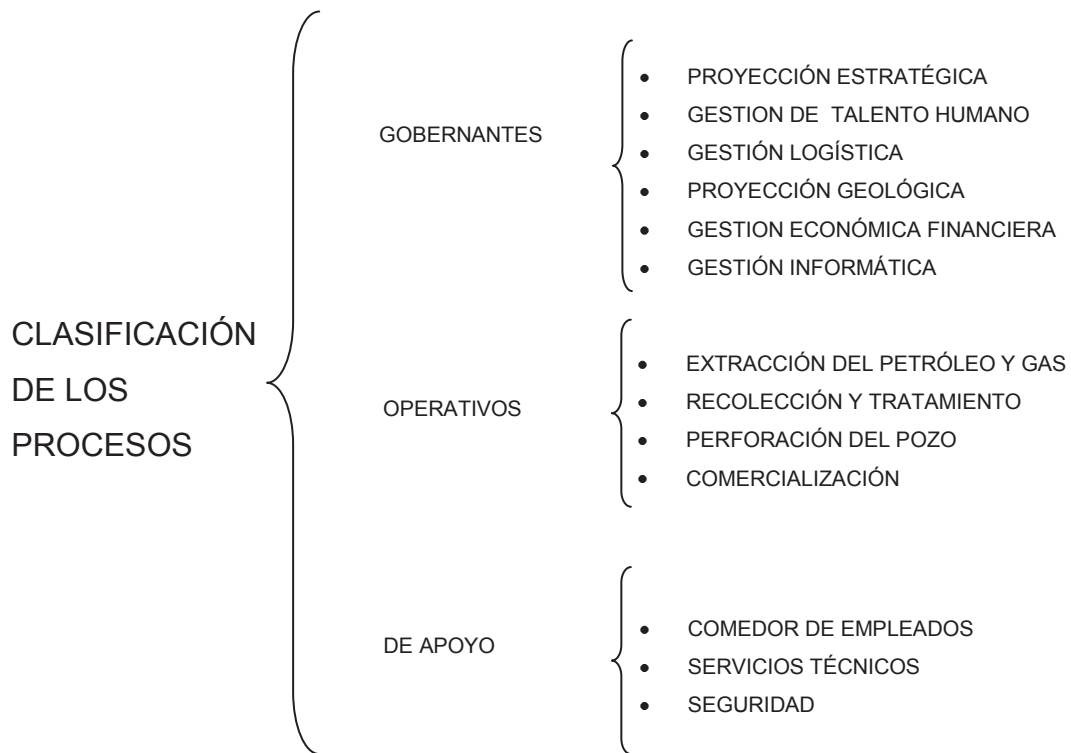 CLASIFICACIÓN
DE LOS
PROCESOS
GOBERNANTES
• PROYECCIÓN ESTRATÉGICA
• GESTION DE TALENTO HUMANO
• GESTIÓN LOGÍSTICA
• PROYECCIÓN GEOLÓGICA
• GESTION ECONÓMICA FINANCIERA
• GESTIÓN INFORMÁTICA
OPERATIVOS
• EXTRACCIÓN DEL PETRÓLEO Y GAS
• RECOLECCIÓN Y TRATAMIENTO
• PERFORACIÓN DEL POZO
• COMERCIALIZACIÓN
DE APOYO
• COMEDOR DE EMPLEADOS
• SERVICIOS TÉCNICOS
• SEGURIDAD